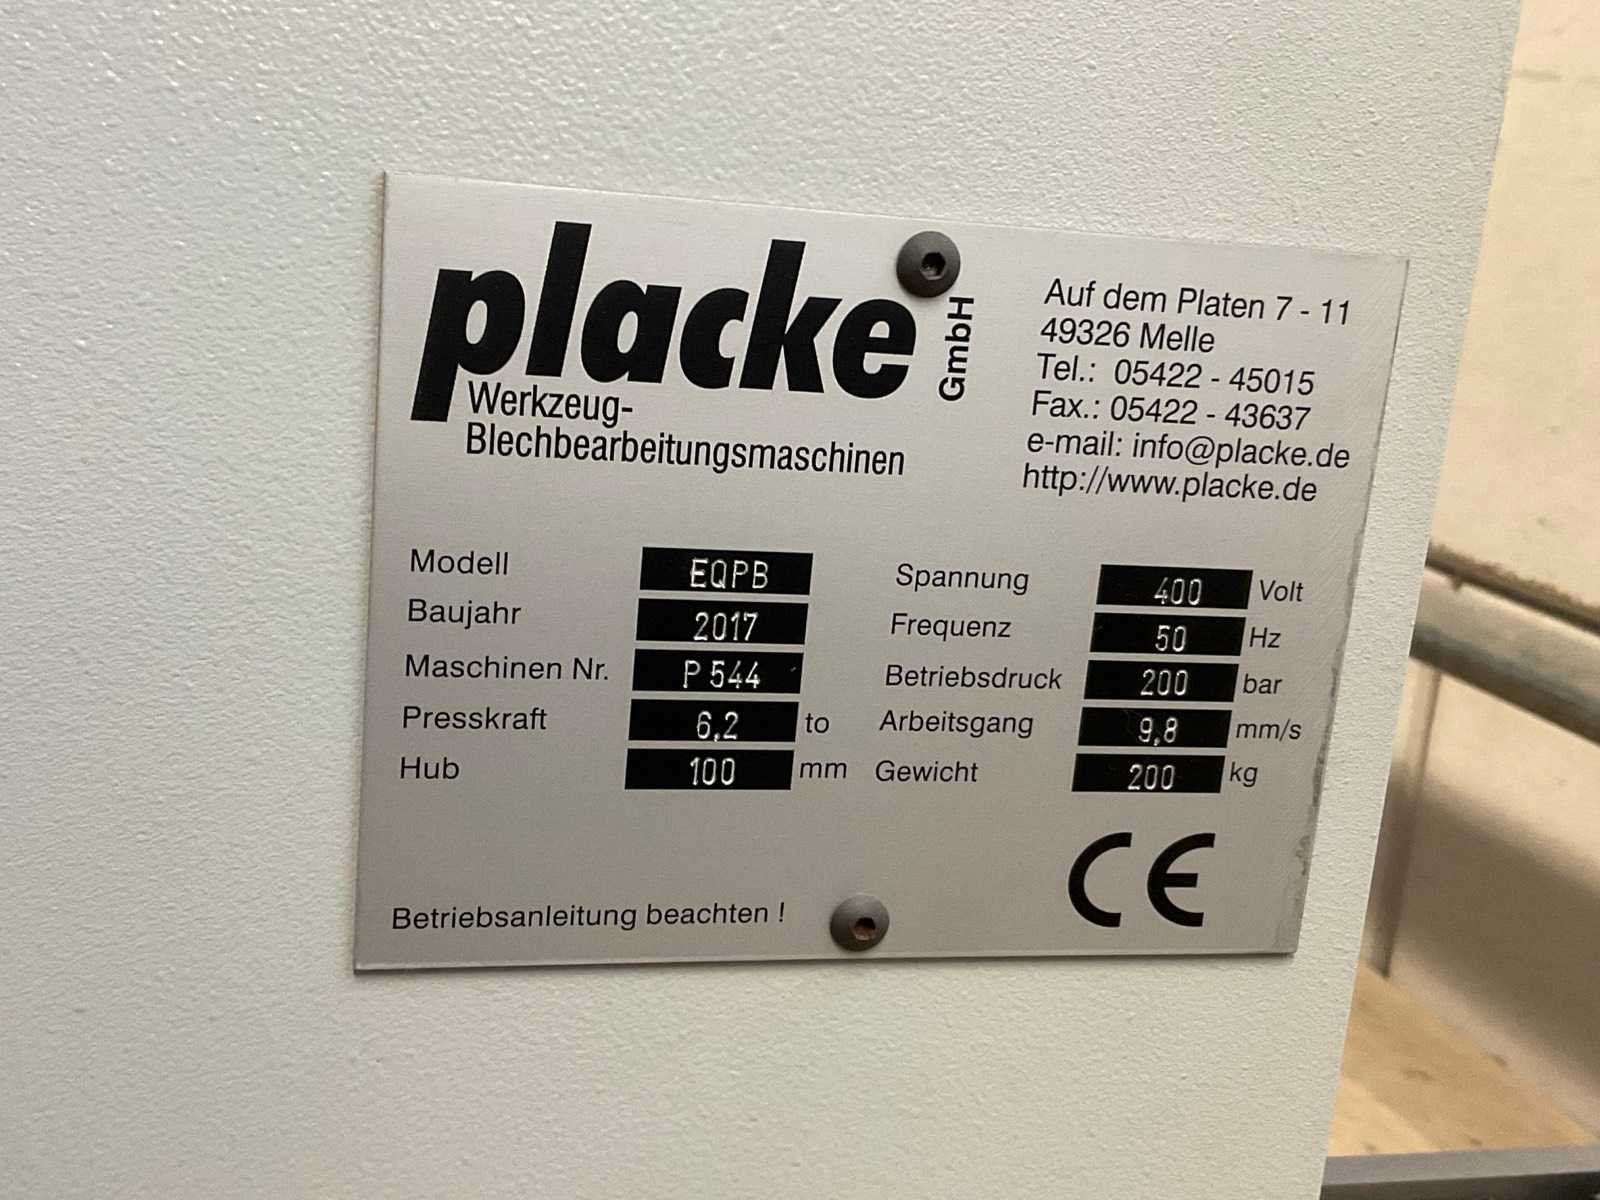 placke GmbH
Werkzeug-
Blechbearbeitungsmaschinen
Auf dem Platen 7 - 11
49326 Melle
Tel.: 05422 - 45015
Fax.: 05422 - 43637
e-mail: info@placke.de
http://www.placke.de
Modell EQPB
Baujahr 2017
Maschinen Nr. P 544
Presskraft 6,2 to
Hub 100 mm
Spannung 400 Volt
Frequenz 50 Hz
Betriebsdruck 200 bar
Arbeitsgang 9,8 mm/s
Gewicht 200 kg
Betriebsanleitung beachten !
CE